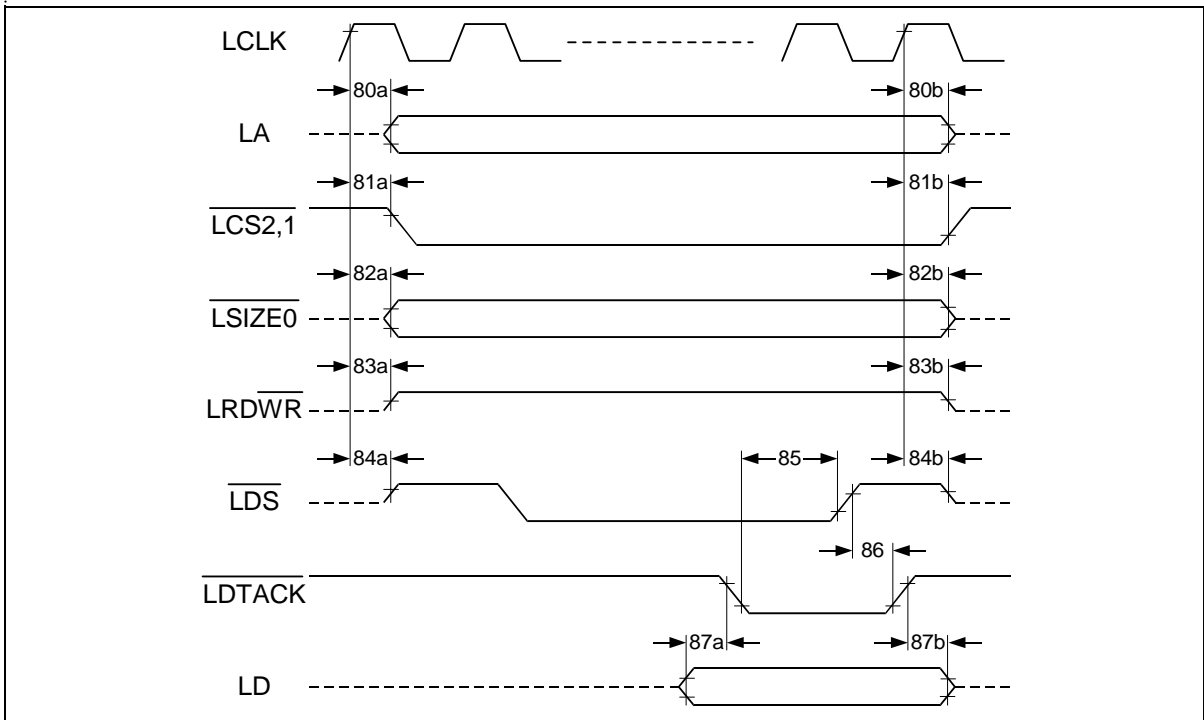 LCLK
80a 80b
LA
81a 81b
LCS2,1
82a 82b
LSIZE0
83a 83b
LRDWR
84a 85 84b
LDS
86
LDTACK
87a 87b
LD